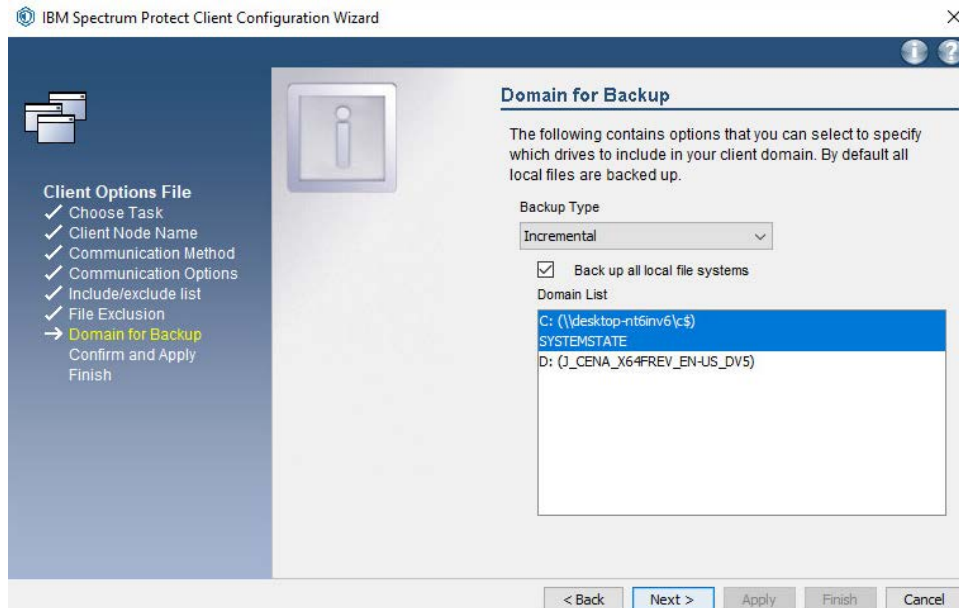 IBM Spectrum Protect Client Configuration Wizard
Client Options File
Choose Task
Client Node Name
Communication Method
Communication Options
Include/exclude list
File Exclusion
Domain for Backup
Confirm and Apply
Finish
Domain for Backup
The following contains options that you can select to specify
which drives to include in your client domain. By default all
local files are backed up.
Backup Type
Incremental
Back up all local file systems
Domain List
C: (\\desktop-nt6inv6\c$)
SYSTEMSTATE
D: (J_CENA_X64FREV_EN-US_DV5)
< Back
Next >
Apply
Finish
Cancel